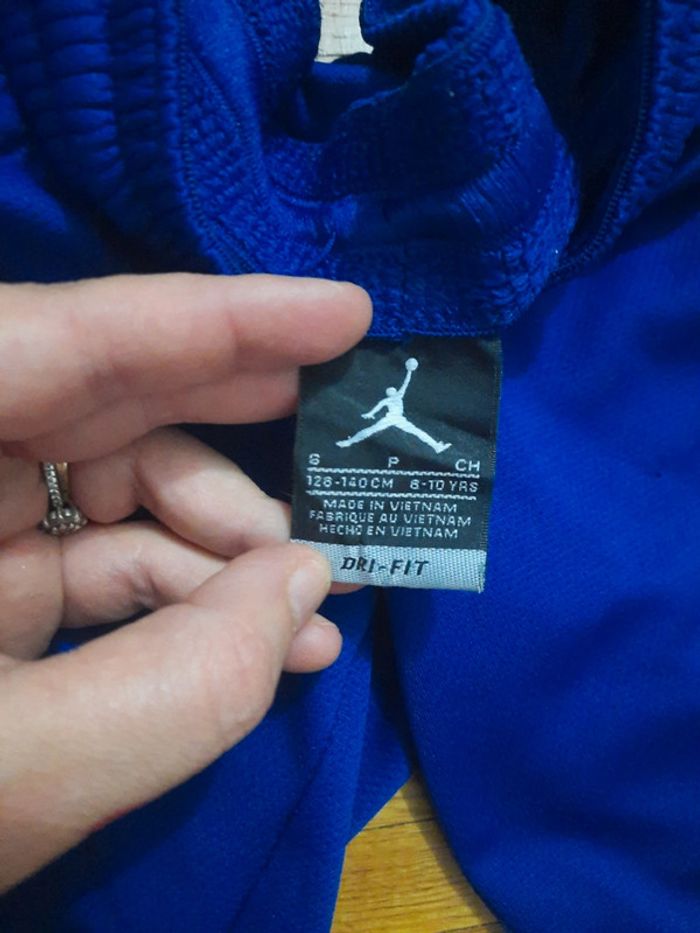 S P CH
128-140CM 8-10 YRS
MADE IN VIETNAM
FABRIQUE AU VIETNAM
HECHO EN VIETNAM
DRI-FIT